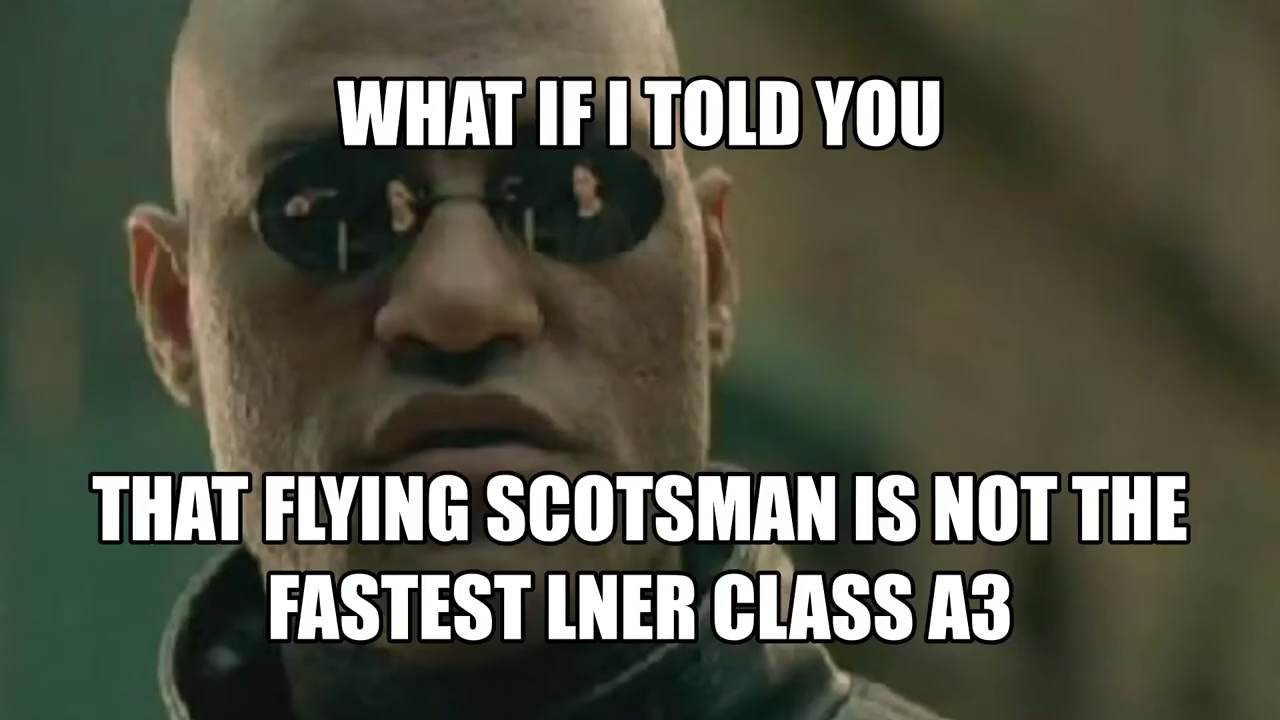 WHAT IF I TOLD YOU
THAT FLYING SCOTSMAN IS NOT THE
FASTEST LNER CLASS A3